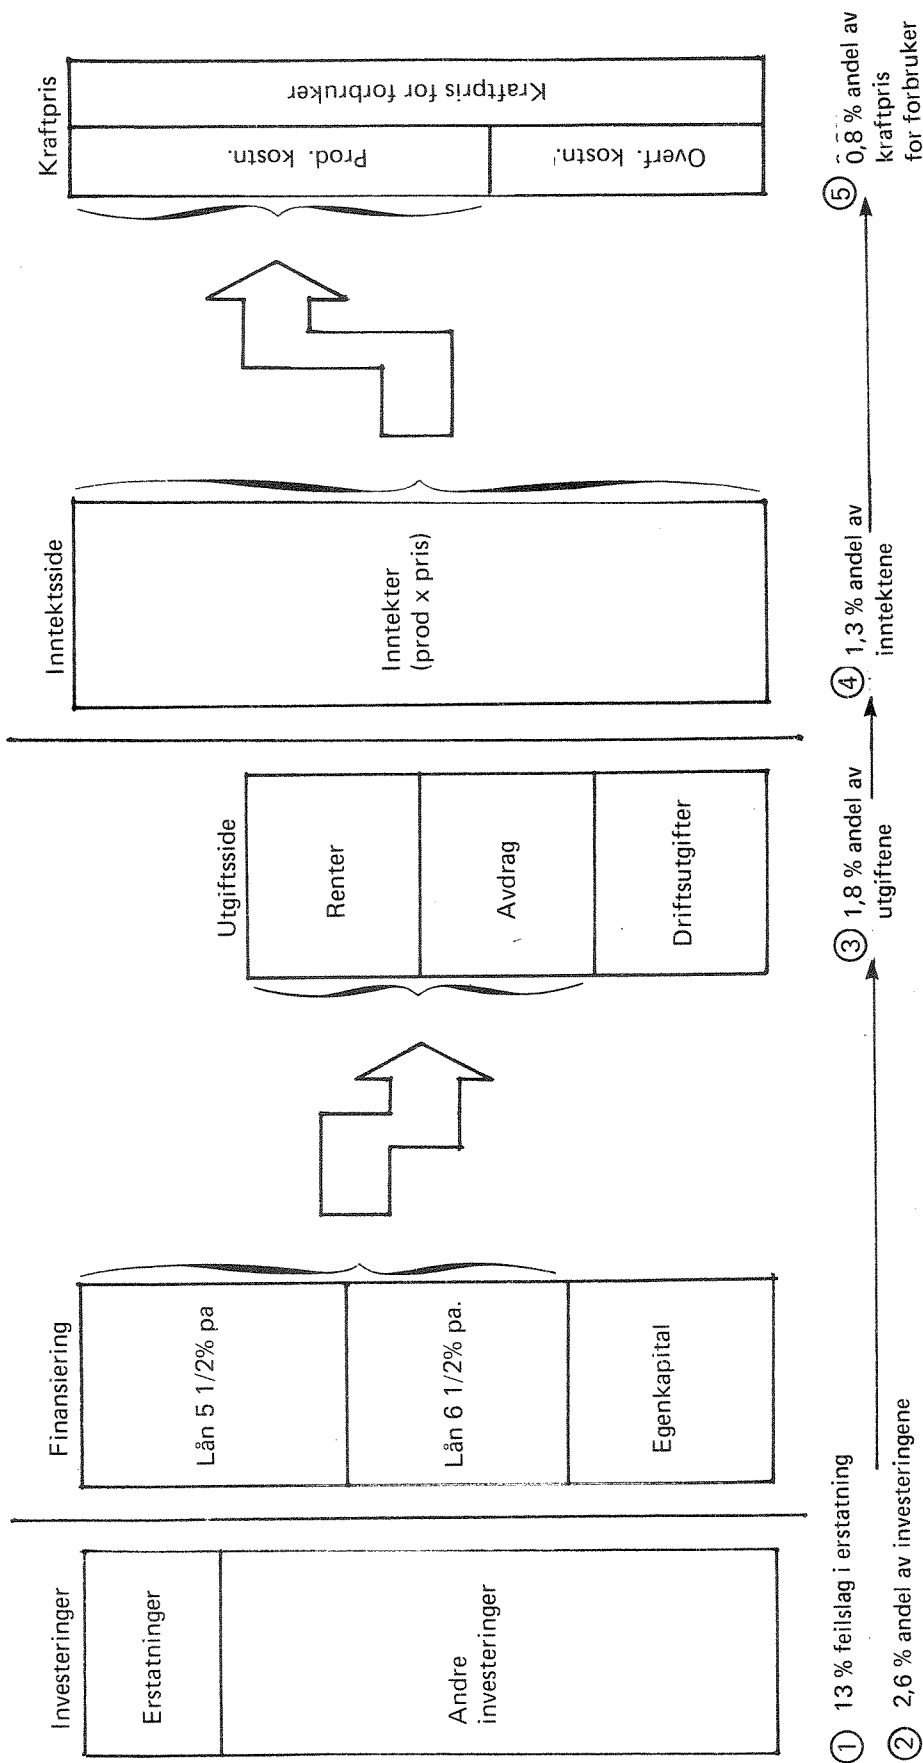 Investeringer
Erstatninger
Andre
investeringer
Finansiering
Lån 5 1/2% pa
Lån 6 1/2% pa.
Egenkapital
Utgiftsside
Renter
Avdrag
Driftsutgifter
Inntektsside
Inntekter
(prod x pris)
Kraftpris
Prod. kostn.
Overf. kostn.
Kraftpris for forbruker
1 13 % feilslag i erstatning
2 2,6 % andel av investeringene
3 1,8 % andel av
utgiftene
4 1,3 % andel av
inntektene
5 0,8 % andel av
kraftpris
for forbruker